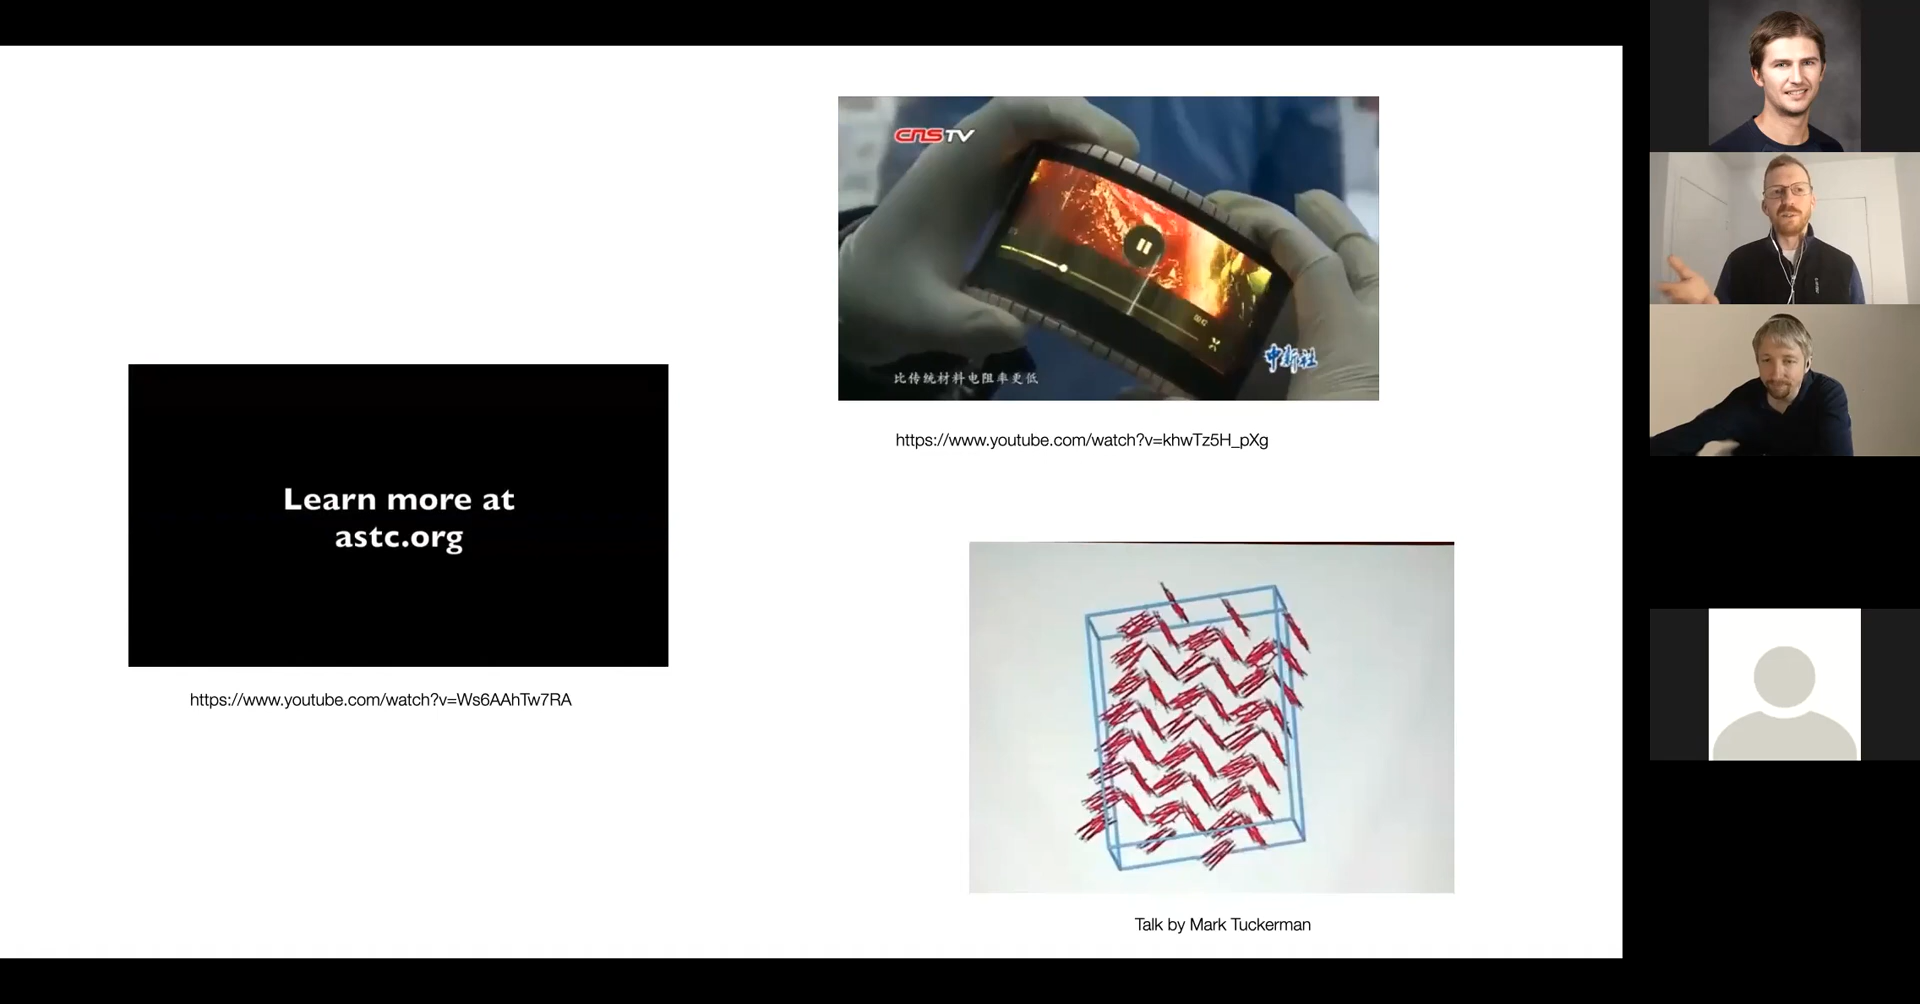 CNSTV
中新社
比传统材料电阻率更低
https://www.youtube.com/watch?v=khwTz5H_pXg
Learn more at
astc.org
https://www.youtube.com/watch?v=Ws6AAhTw7RA
Talk by Mark Tuckerman